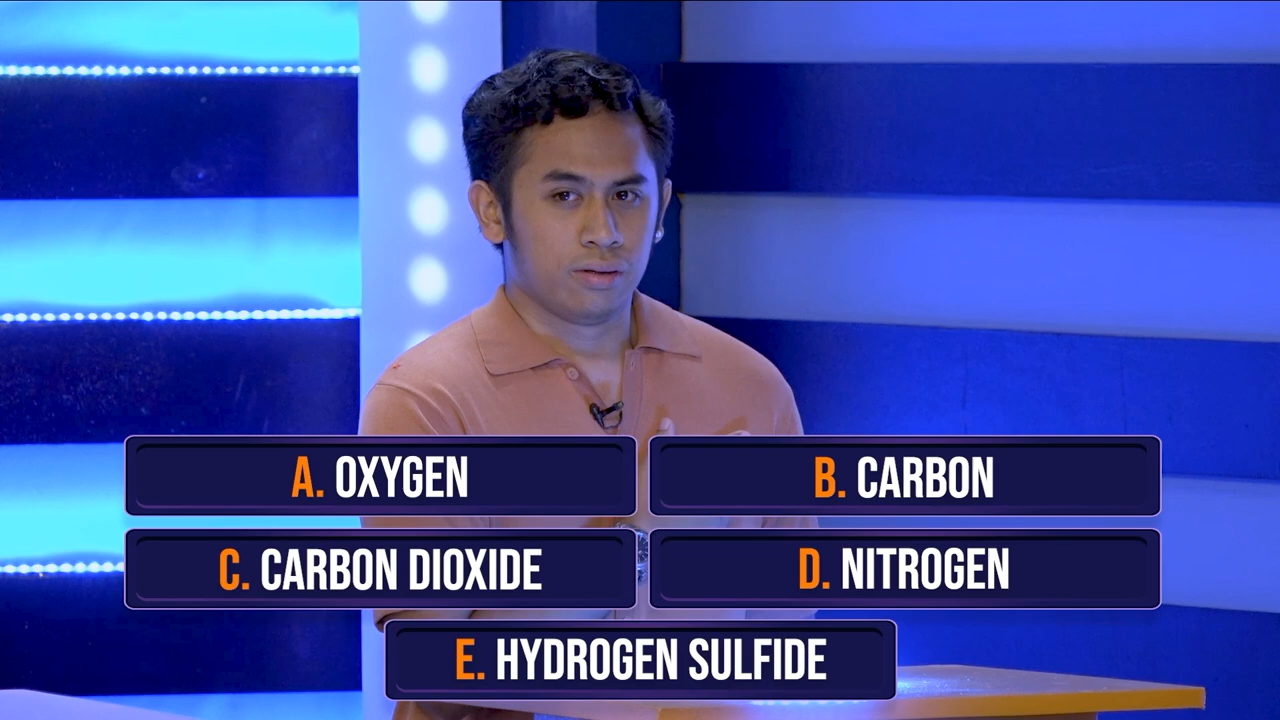 A. OXYGEN
B. CARBON
C. CARBON DIOXIDE
D. NITROGEN
E. HYDROGEN SULFIDE